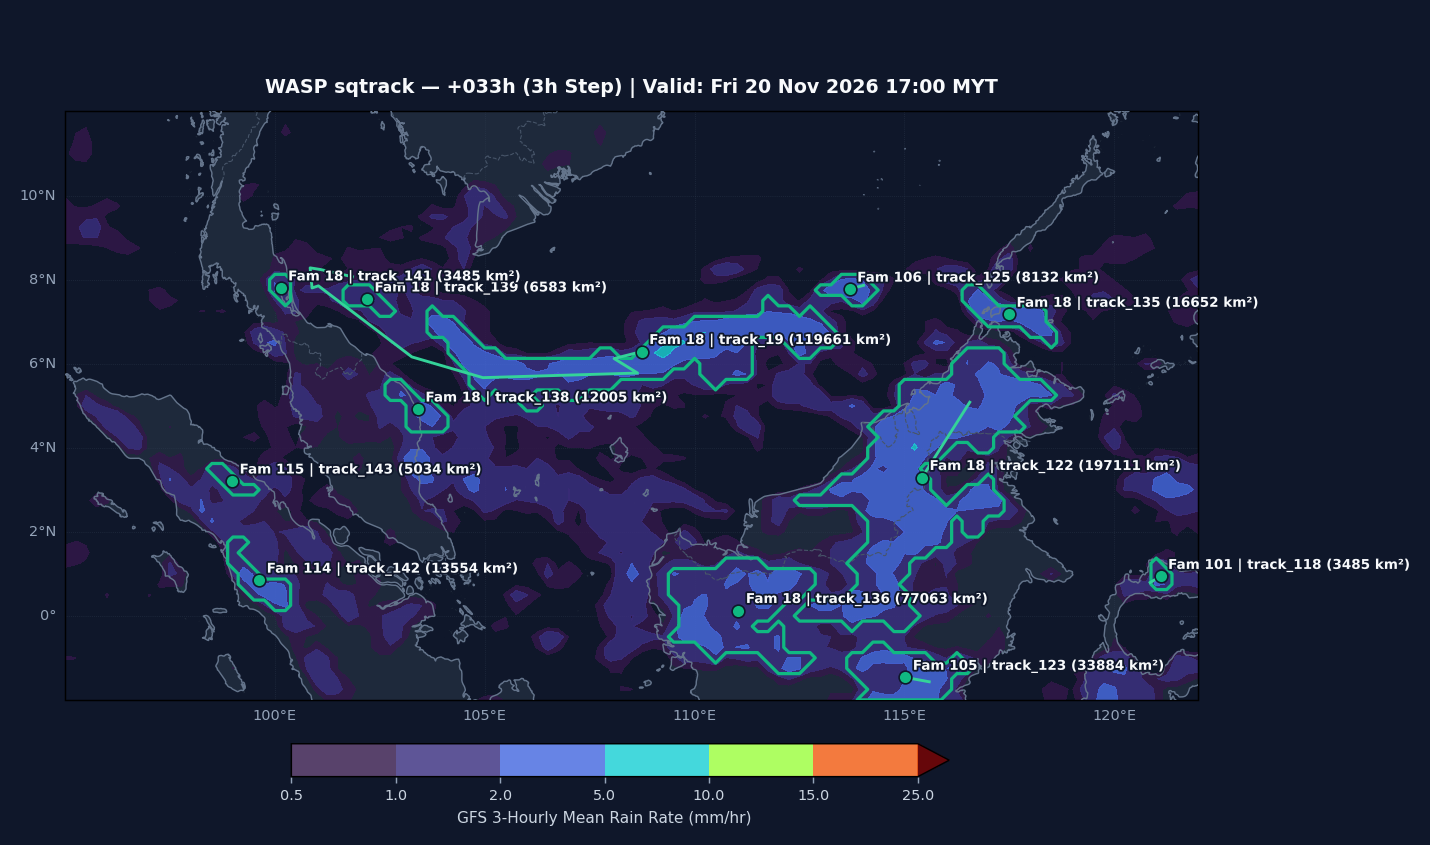 WASP sqtrack — +033h (3h Step) | Valid: Fri 20 Nov 2026 17:00 MYT
10°N
8°N
6°N
4°N
2°N
0°
Fam 18 | track_141 (3485 km²)
Fam 18 | track_139 (6583 km²)
Fam 106 | track_125 (8132 km²)
Fam 18 | track_135 (16652 km²)
Fam 18 | track_19 (119661 km²)
Fam 18 | track_138 (12005 km²)
Fam 115 | track_143 (5034 km²)
Fam 18 | track_122 (197111 km²)
Fam 114 | track_142 (13554 km²)
Fam 101 | track_118 (3485 km²)
Fam 18 | track_136 (77063 km²)
Fam 105 | track_123 (33884 km²)
100°E 105°E 110°E 115°E 120°E
0.5 1.0 2.0 5.0 10.0 15.0 25.0
GFS 3-Hourly Mean Rain Rate (mm/hr)